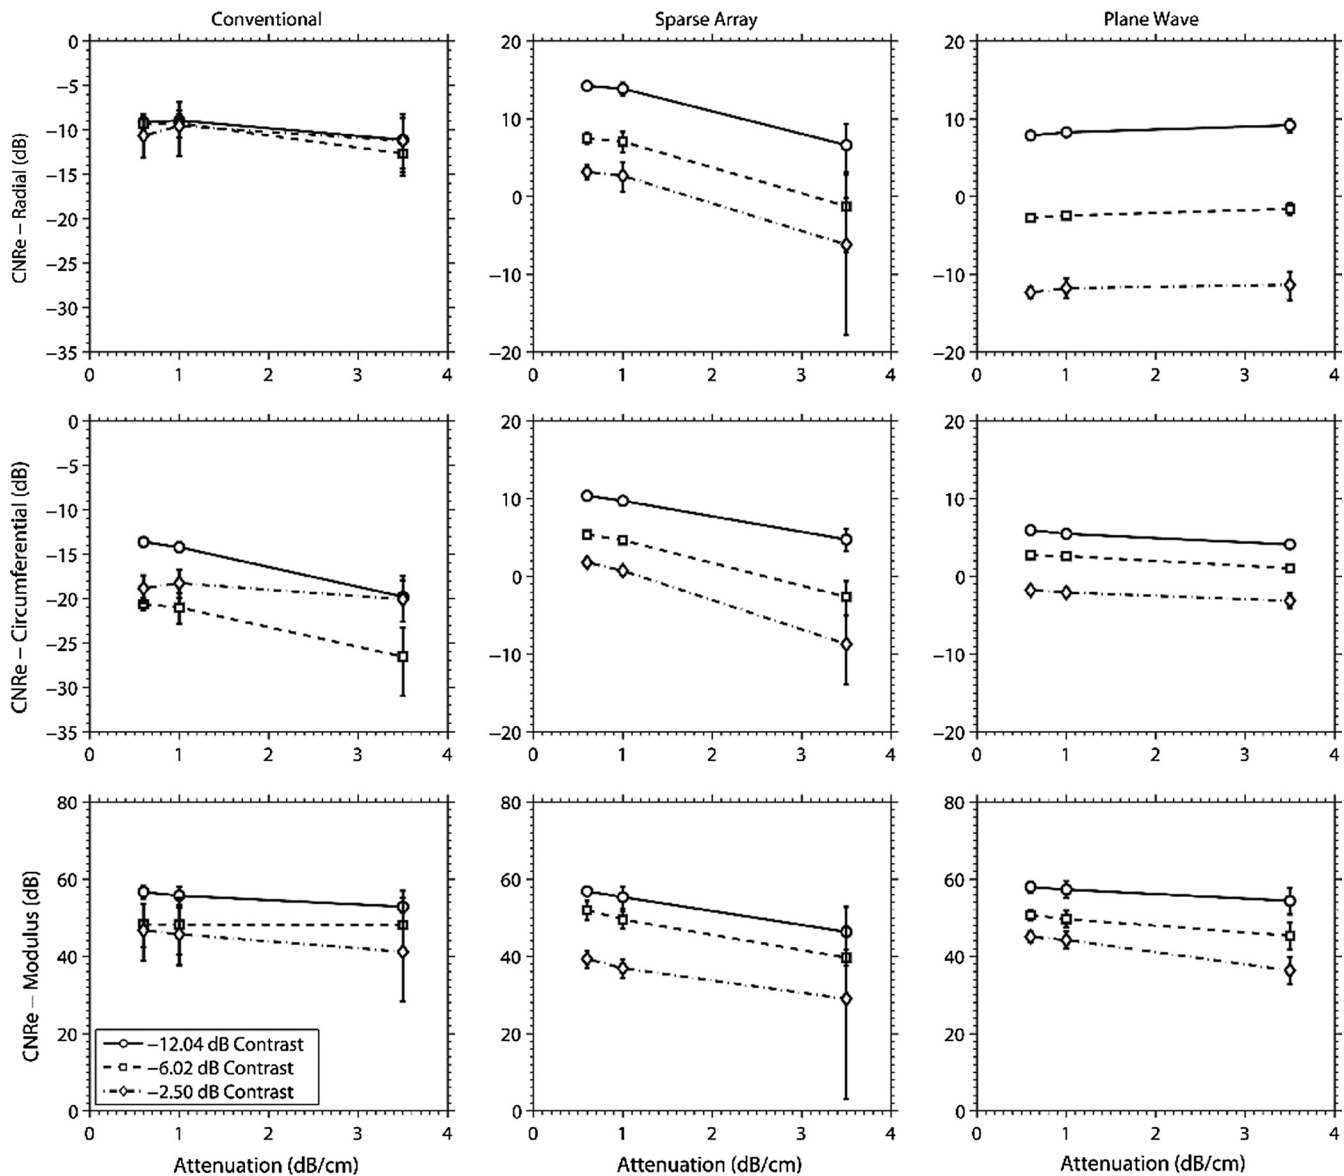 Conventional
Sparse Array
Plane Wave
CNRe – Radial (dB)
0
−5
−10
−15
−20
−25
−30
−35
0 1 2 3 4
20
10
0
−10
−20
0 1 2 3 4
20
10
0
−10
−20
0 1 2 3 4
CNRe – Circumferential (dB)
0
−5
−10
−15
−20
−25
−30
−35
0 1 2 3 4
20
10
0
−10
−20
0 1 2 3 4
20
10
0
−10
−20
0 1 2 3 4
CNRe – Modulus (dB)
80
60
40
20
0
−12.04 dB Contrast
−6.02 dB Contrast
−2.50 dB Contrast
0 1 2 3 4
Attenuation (dB/cm)
80
60
40
20
0
0 1 2 3 4
Attenuation (dB/cm)
80
60
40
20
0
0 1 2 3 4
Attenuation (dB/cm)